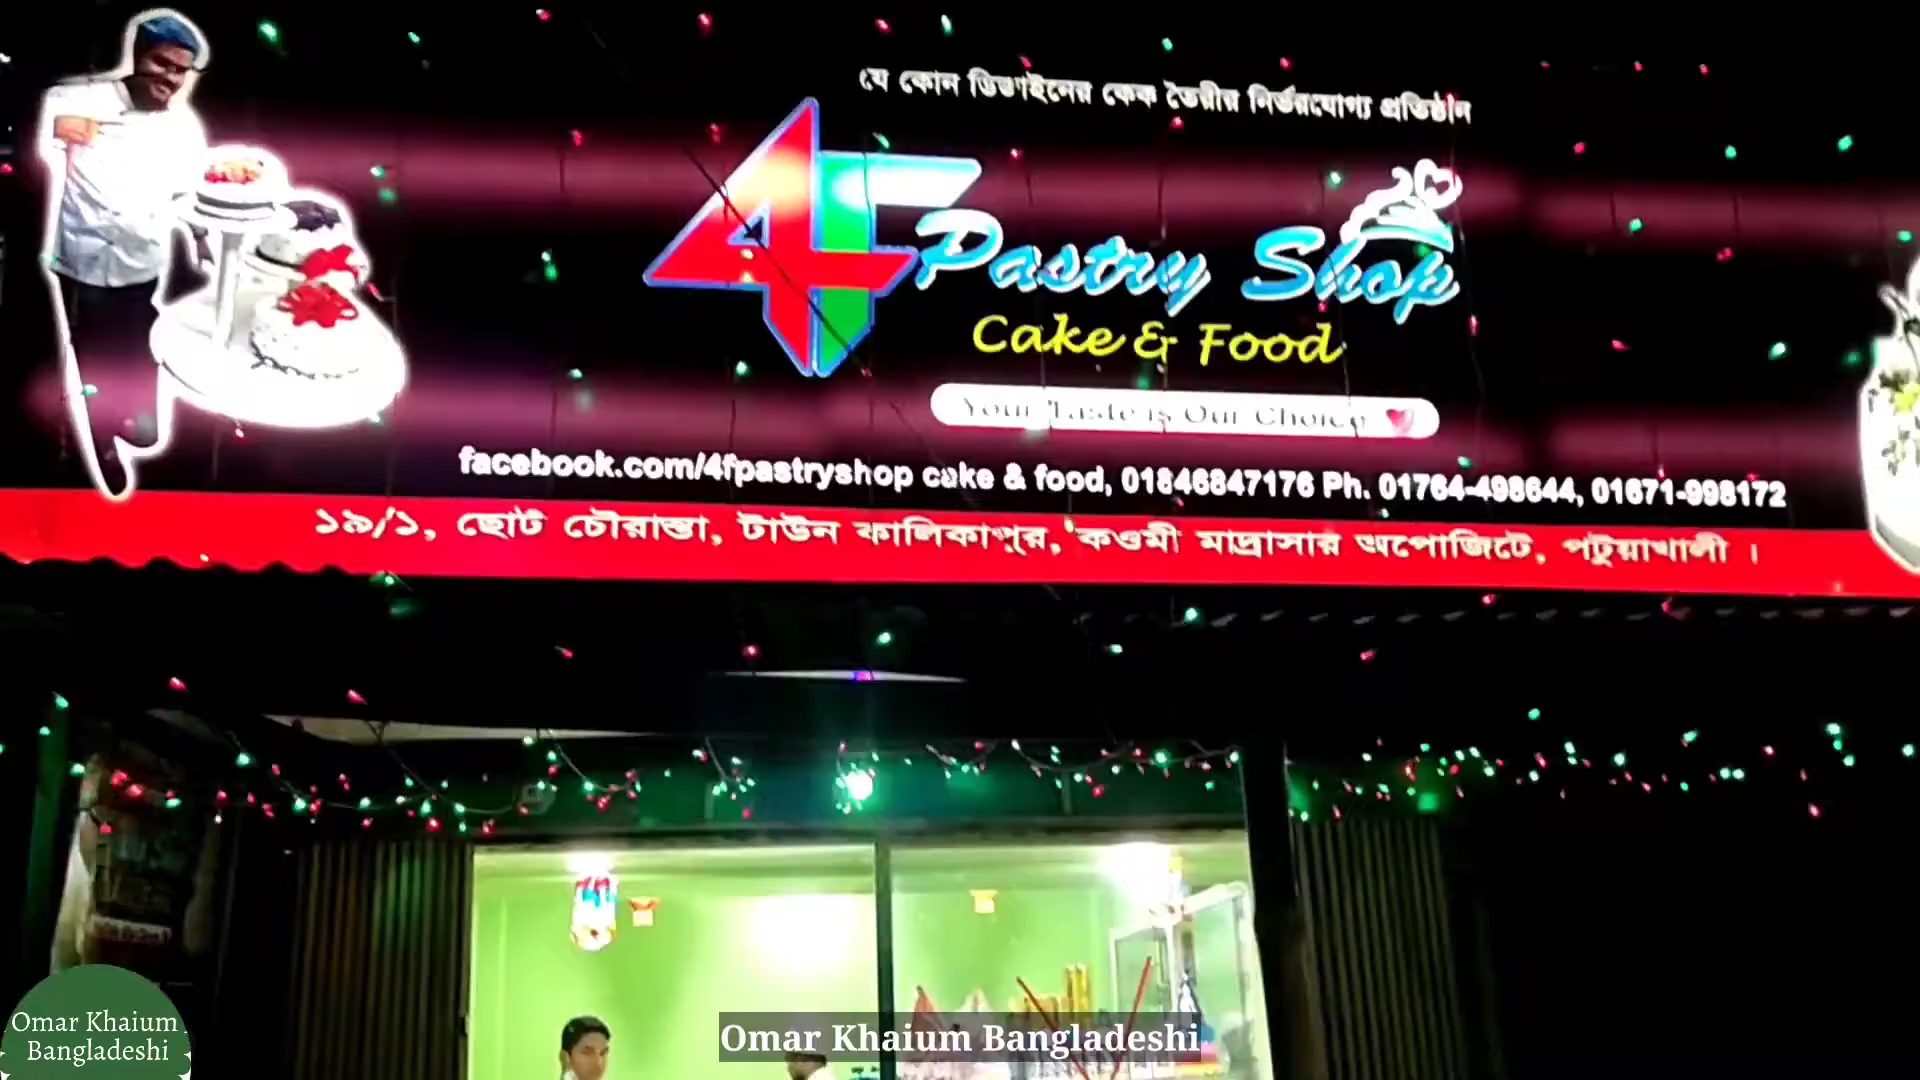 যে কোন ডিজাইনের কেক তৈরীর নির্ভরযোগ্য প্রতিষ্ঠান
4F Pastry Shop
Cake & Food
Your Taste is Our Choice
facebook.com/4fpastryshop cake & food, 01846847176 Ph. 01764-498644, 01671-998172
১৯/১, ছোট চৌরাস্তা, টাউন কালিকাপুর, কওমী মাদ্রাসার অপোজিটে, পটুয়াখালী ।
Omar Khaium
Bangladeshi
Omar Khaium Bangladeshi